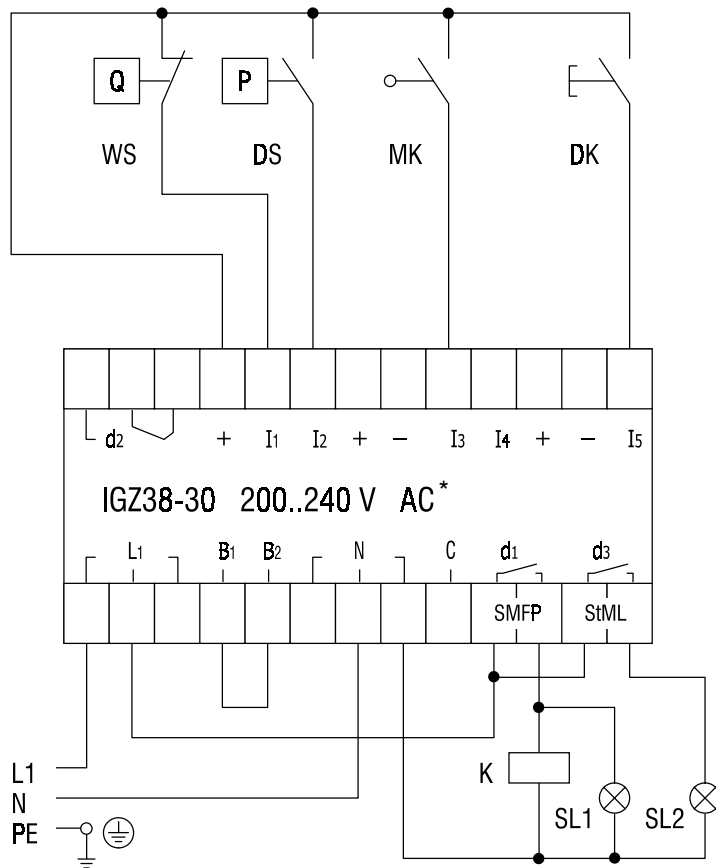 Q P
WS DS MK DK
d2 + I1 I2 + − I3 I4 + − I5
IGZ38-30 200..240 V AC*
L1 B1 B2 N C d1 d3
SMFP StML
L1
N
PE
K SL1 SL2